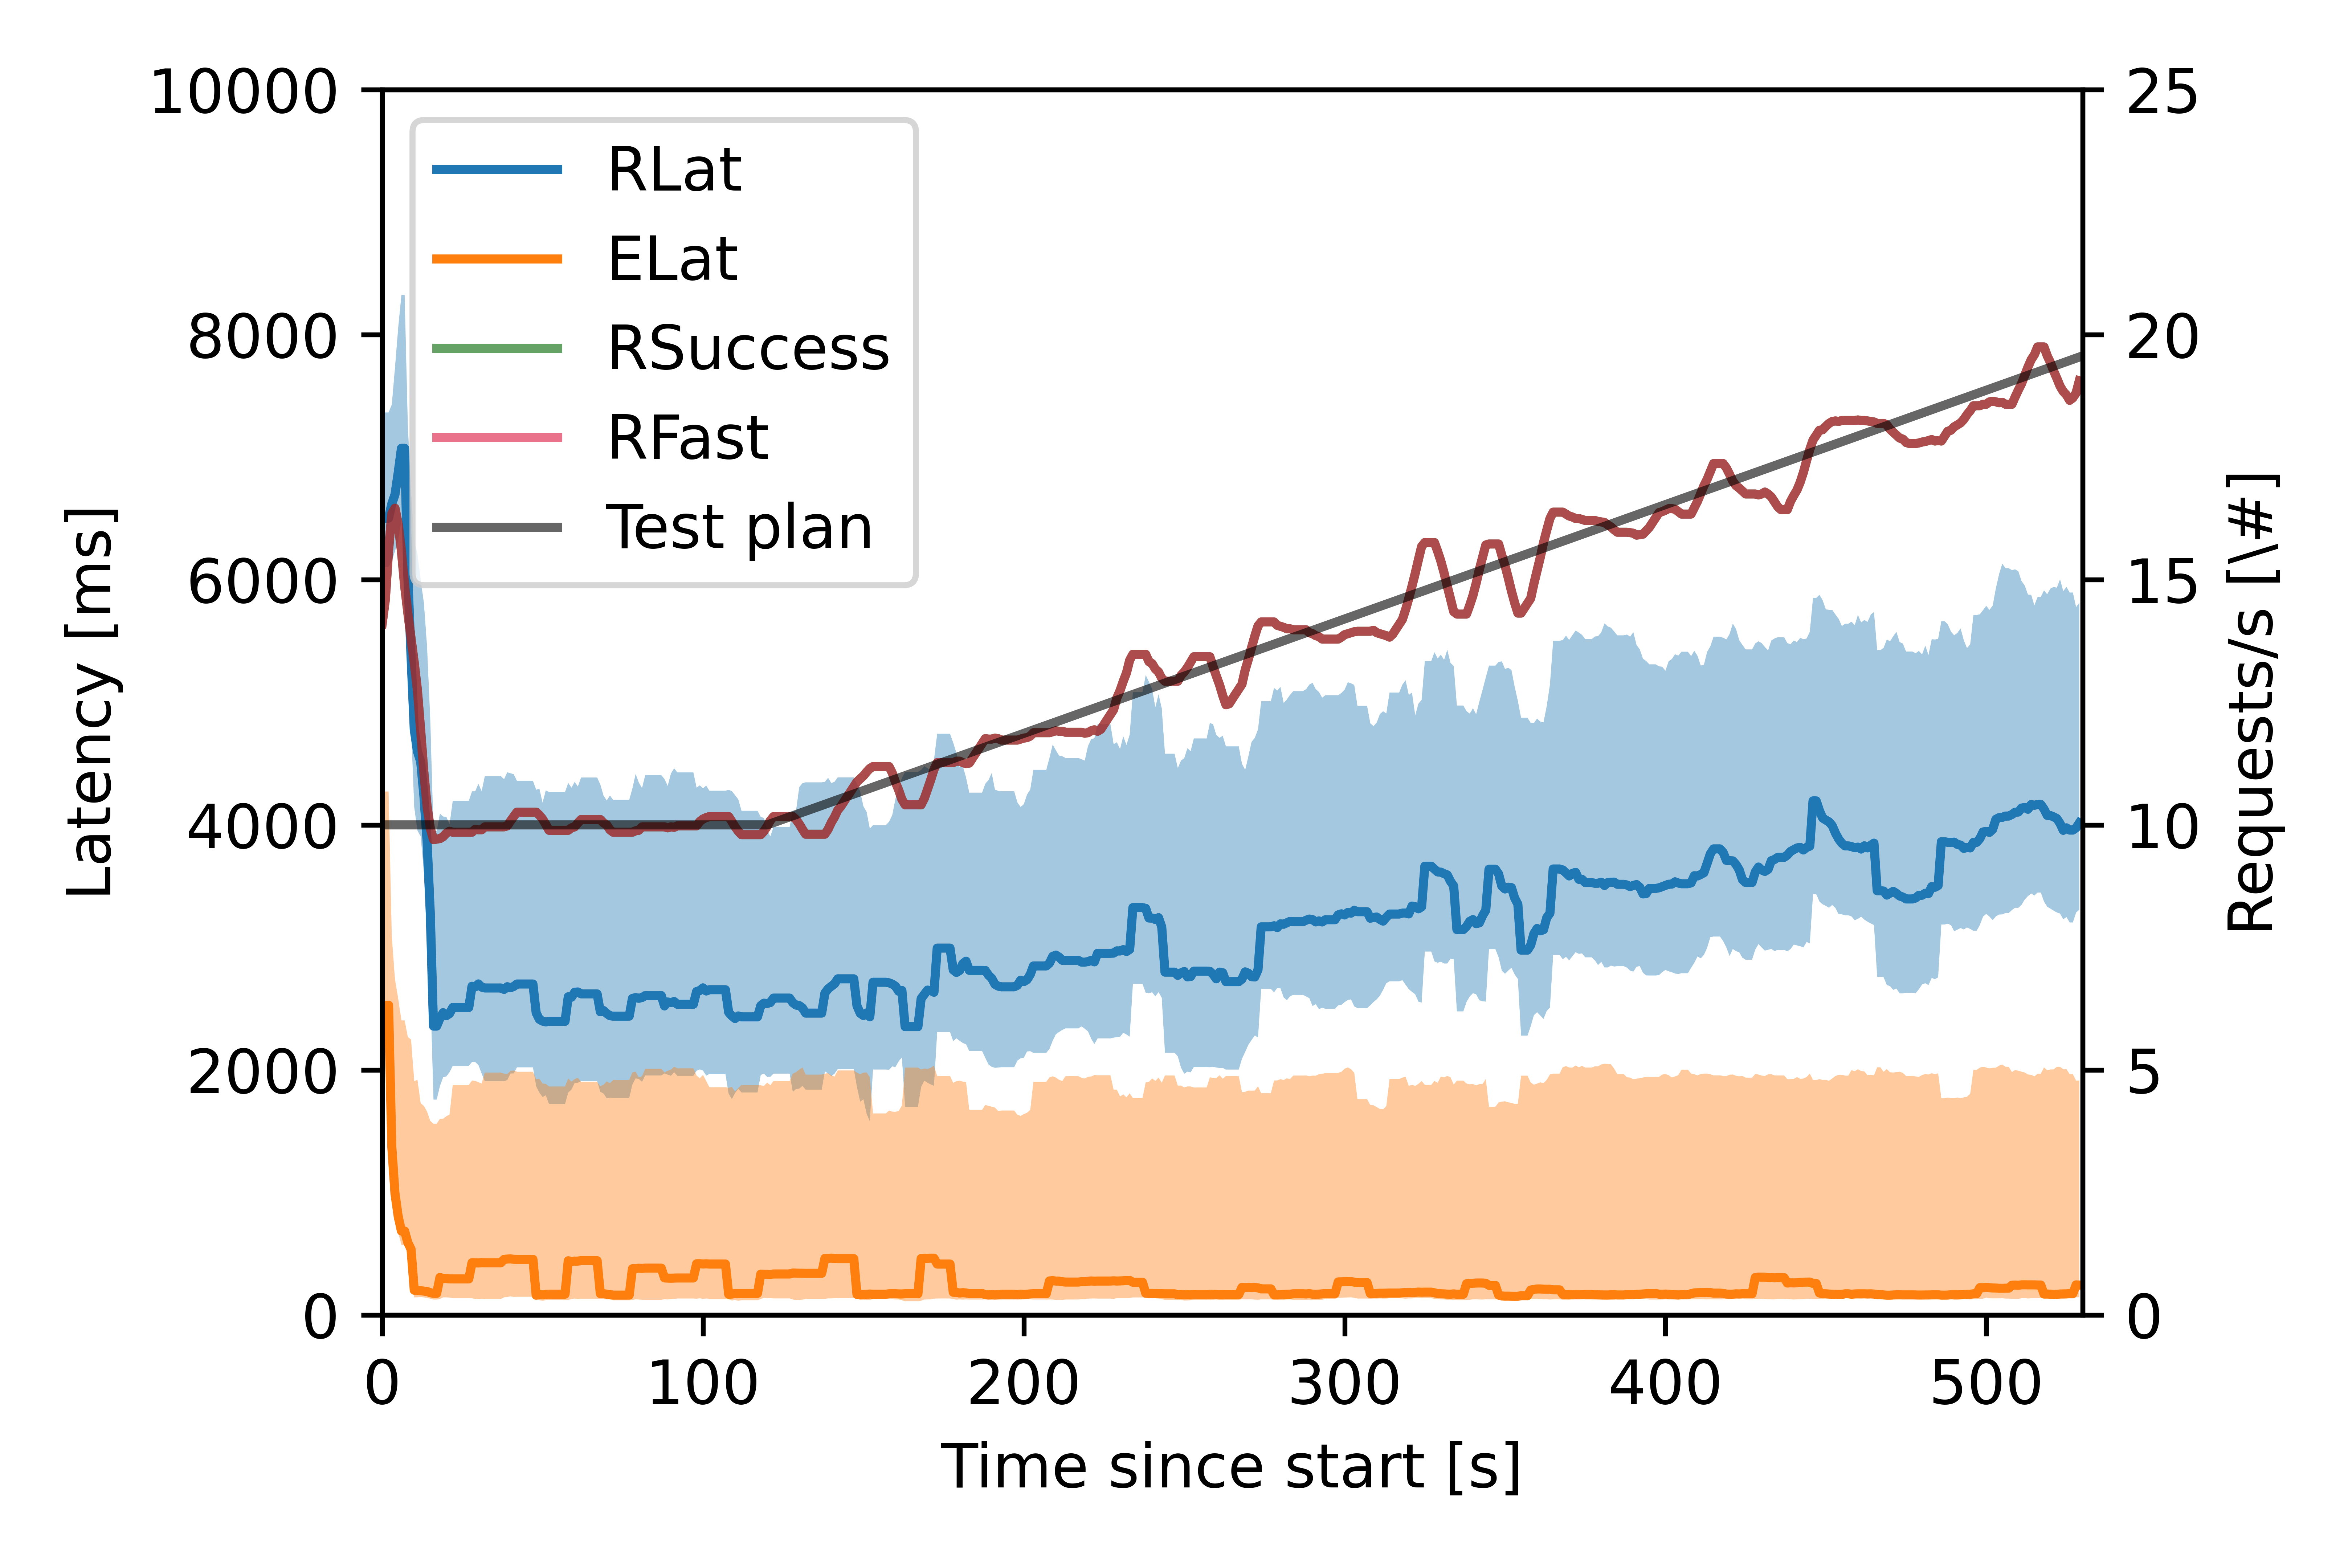 10000
8000
6000
4000
2000
0
Latency [ms]
RLat
ELat
RSuccess
RFast
Test plan
25
20
15
10
5
0
Requests/s [\#]
0 100 200 300 400 500
Time since start [s]